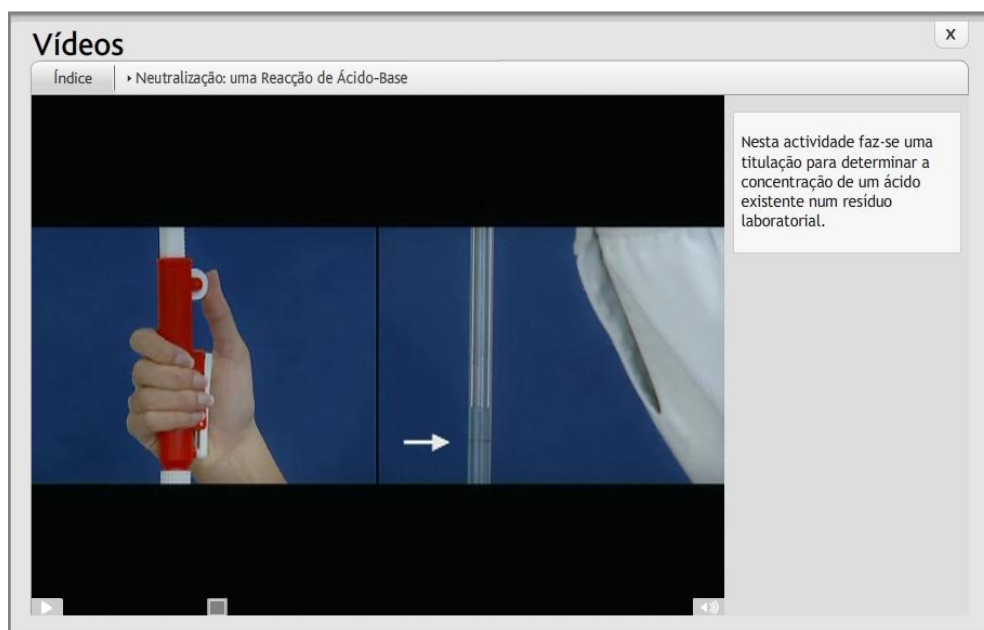 Vídeos
X
Índice
Neutralização: uma Reacção de Ácido-Base
Nesta actividade faz-se uma
titulação para determinar a
concentração de um ácido
existente num resíduo
laboratorial.